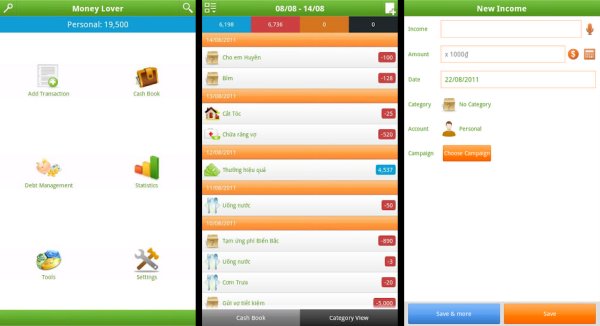 Money Lover
Personal: 19,500
Add Transaction
Cash Book
Debt Management
Statistics
Tools
Settings
08/08 - 14/08
6,198
6,736
0
0
14/08/2011
Cho em Huyên
-100
Bỉm
-128
13/08/2011
Cắt Tóc
-25
Chữa răng vợ
-520
12/08/2011
Thưởng hiệu quả
4,537
11/08/2011
Uống nước
-50
10/08/2011
Tạm ứng phí Biển Bắc
-890
Uống nước
-3
Cơm Trưa
-20
Gửi vợ tiết kiệm
-5,000
Cash Book
Category View
New Income
Income
Amount
x 1000₫
Date
22/08/2011
Category
No Category
Account
Personal
Campaign
Choose Campaign
Save & more
Save